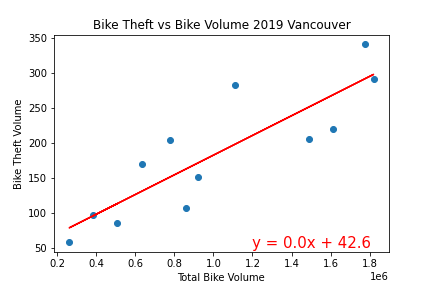 Bike Theft vs Bike Volume 2019 Vancouver
350
300
250
200
150
100
50
Bike Theft Volume
y = 0.0x + 42.6
0.2 0.4 0.6 0.8 1.0 1.2 1.4 1.6 1.8
1e6
Total Bike Volume